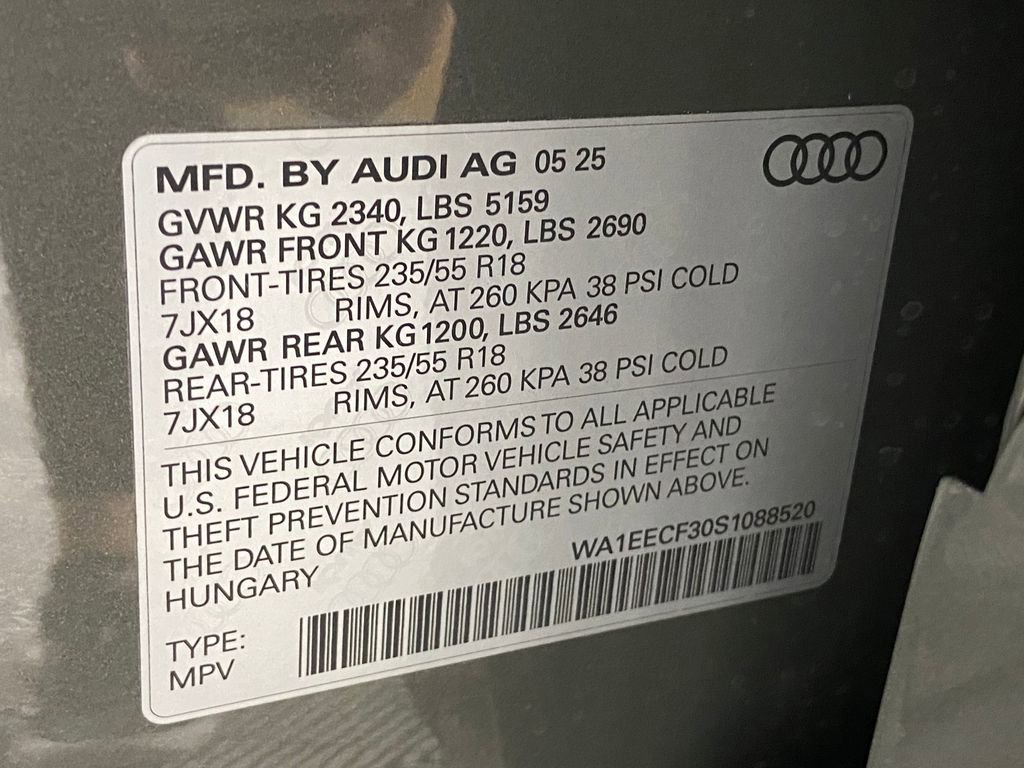 MFD. BY AUDI AG 05 25
GVWR KG 2340, LBS 5159
GAWR FRONT KG 1220, LBS 2690
FRONT-TIRES 235/55 R18
7JX18 RIMS, AT 260 KPA 38 PSI COLD
GAWR REAR KG 1200, LBS 2646
REAR-TIRES 235/55 R18
7JX18 RIMS, AT 260 KPA 38 PSI COLD
THIS VEHICLE CONFORMS TO ALL APPLICABLE
U.S. FEDERAL MOTOR VEHICLE SAFETY AND
THEFT PREVENTION STANDARDS IN EFFECT ON
THE DATE OF MANUFACTURE SHOWN ABOVE.
HUNGARY
WA1EECF30S1088520
TYPE:
MPV